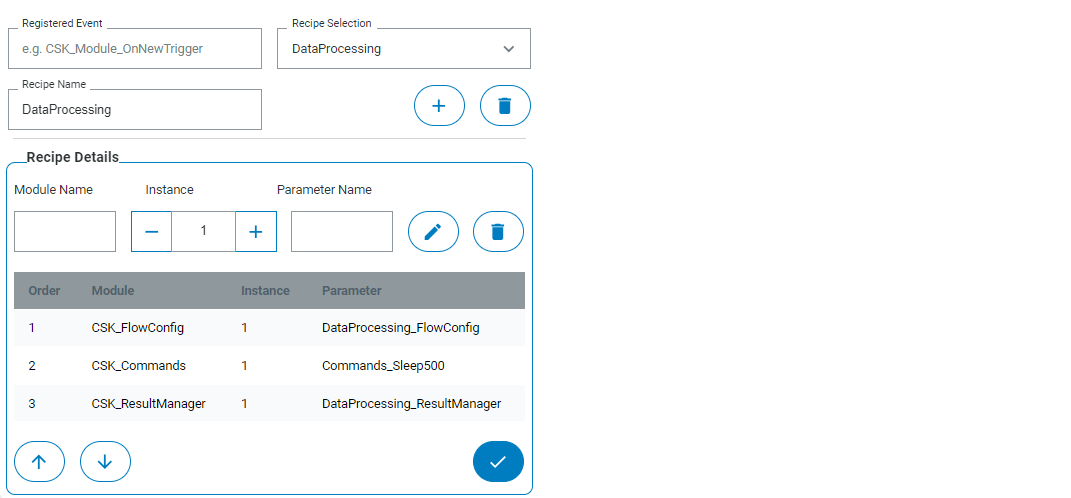 Registered Event
e.g. CSK_Module_OnNewTrigger
Recipe Selection
DataProcessing
Recipe Name
DataProcessing
Recipe Details
Module Name Instance Parameter Name
1
Order Module Instance Parameter
1 CSK_FlowConfig 1 DataProcessing_FlowConfig
2 CSK_Commands 1 Commands_Sleep500
3 CSK_ResultManager 1 DataProcessing_ResultManager